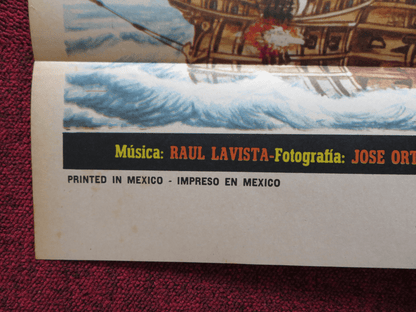 Música: RAUL LAVISTA-Fotografía: JOSE ORT
PRINTED IN MEXICO - IMPRESO EN MEXICO